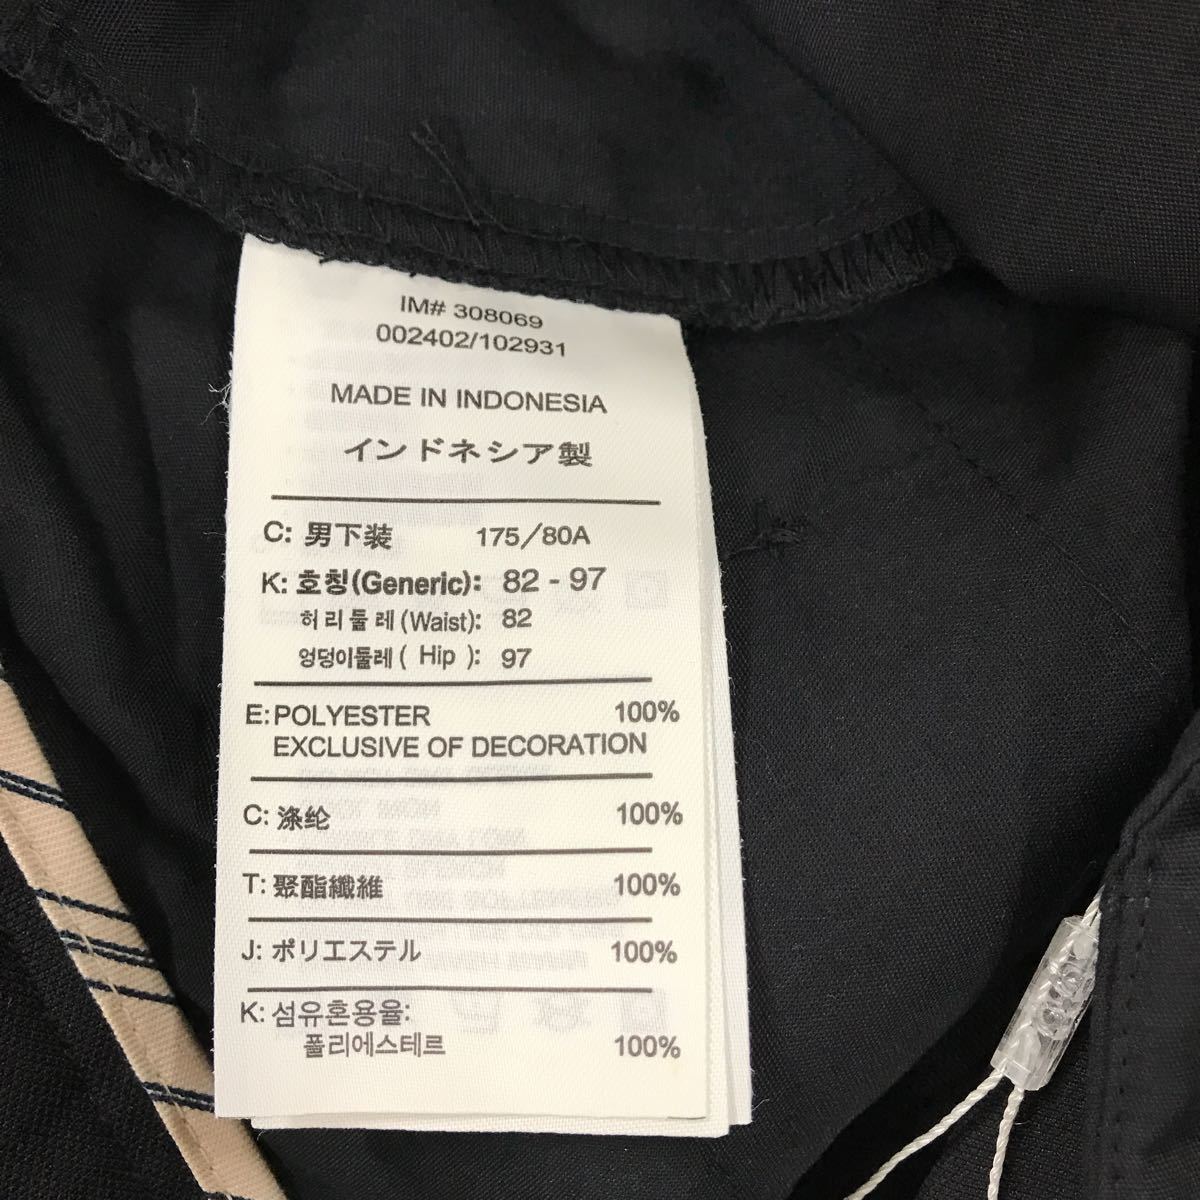 IM# 308069
002402/102931
MADE IN INDONESIA
インドネシア製
C: 男下装 175/80A
K: 호칭(Generic): 82 - 97
허리둘레(Waist): 82
엉덩이둘레( Hip ): 97
E: POLYESTER 100%
EXCLUSIVE OF DECORATION
C: 涤纶 100%
T: 聚酯纖維 100%
J: ポリエステル 100%
K: 섬유혼용율:
폴리에스테르 100%